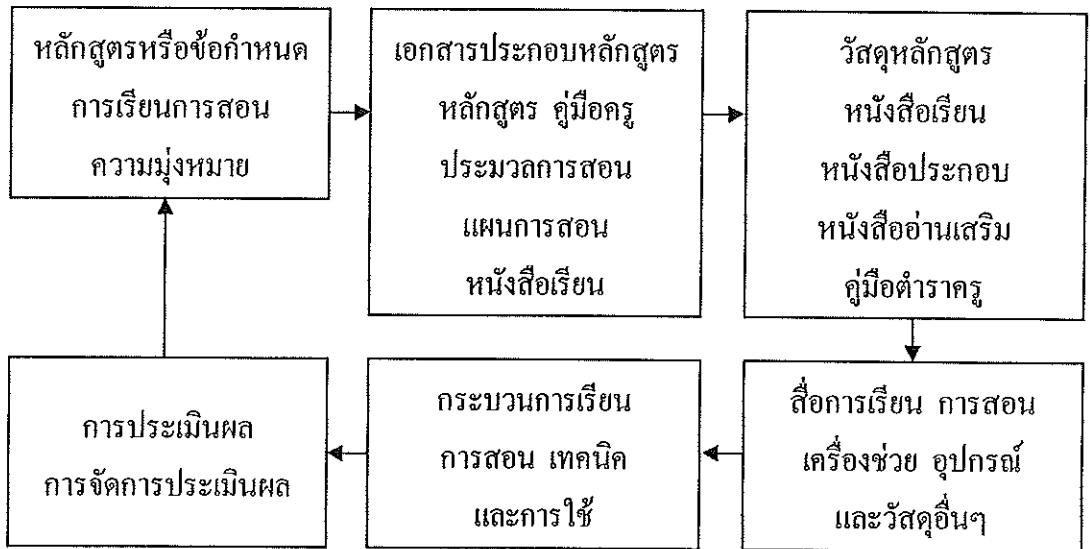 หลักสูตรหรือข้อกำหนด
การเรียนการสอน
ความมุ่งหมาย
เอกสารประกอบหลักสูตร
หลักสูตร คู่มือครู
ประมวลการสอน
แผนการสอน
หนังสือเรียน
วัสดุหลักสูตร
หนังสือเรียน
หนังสือประกอบ
หนังสืออ่านเสริม
คู่มือตำราครู
สื่อการเรียน การสอน
เครื่องช่วย อุปกรณ์
และวัสดุอื่นๆ
กระบวนการเรียน
การสอน เทคนิค
และการใช้
การประเมินผล
การจัดการประเมินผล